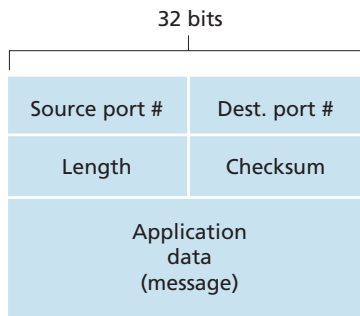 32 bits
Source port #
Dest. port #
Length
Checksum
Application
data
(message)